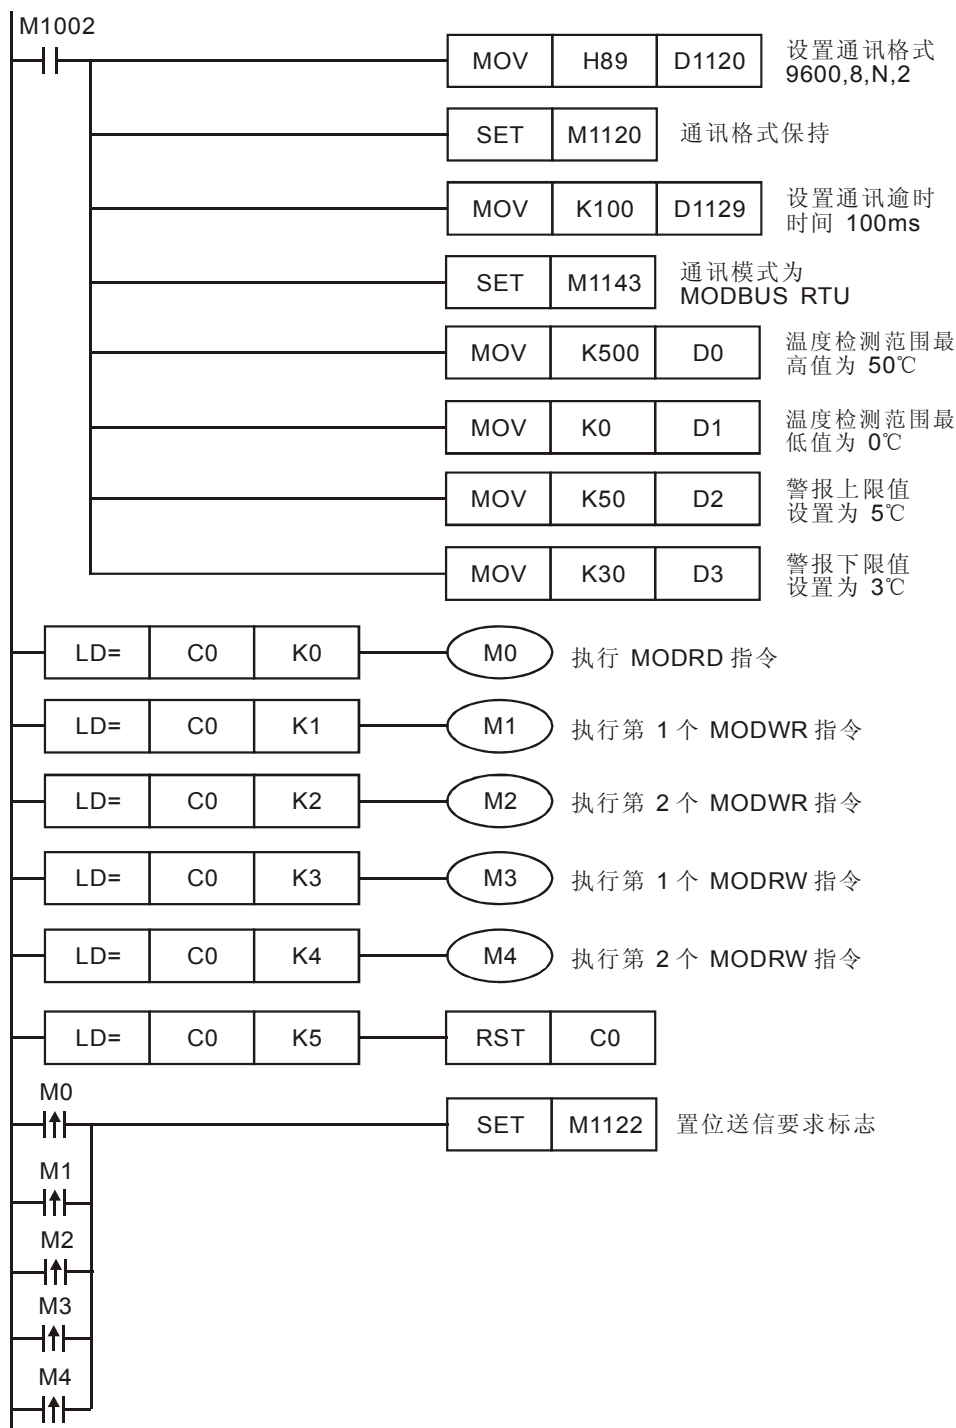 M1002
MOV H89 D1120 设置通讯格式
9600,8,N,2
SET M1120 通讯格式保持
MOV K100 D1129 设置通讯逾时
时间 100ms
SET M1143 通讯模式为
MODBUS RTU
MOV K500 D0 温度检测范围最
高值为 50℃
MOV K0 D1 温度检测范围最
低值为 0℃
MOV K50 D2 警报上限值
设置为 5℃
MOV K30 D3 警报下限值
设置为 3℃
LD= C0 K0 M0 执行 MODRD 指令
LD= C0 K1 M1 执行第 1 个 MODWR 指令
LD= C0 K2 M2 执行第 2 个 MODWR 指令
LD= C0 K3 M3 执行第 1 个 MODRW 指令
LD= C0 K4 M4 执行第 2 个 MODRW 指令
LD= C0 K5 RST C0
M0
SET M1122 置位送信要求标志
M1
M2
M3
M4